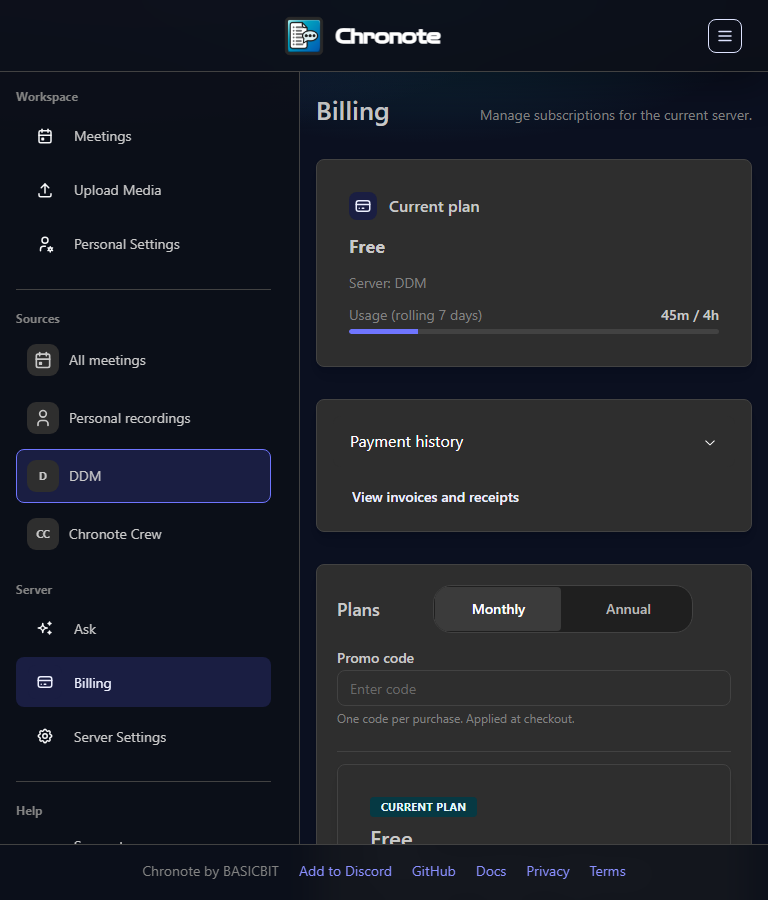 Chronote
Workspace
Meetings
Upload Media
Personal Settings
Sources
All meetings
Personal recordings
D DDM
CC Chronote Crew
Server
Ask
Billing
Server Settings
Help
Billing
Manage subscriptions for the current server.
Current plan
Free
Server: DDM
Usage (rolling 7 days) 45m / 4h
Payment history
View invoices and receipts
Plans Monthly Annual
Promo code
Enter code
One code per purchase. Applied at checkout.
CURRENT PLAN
Free
Chronote by BASICBIT Add to Discord GitHub Docs Privacy Terms